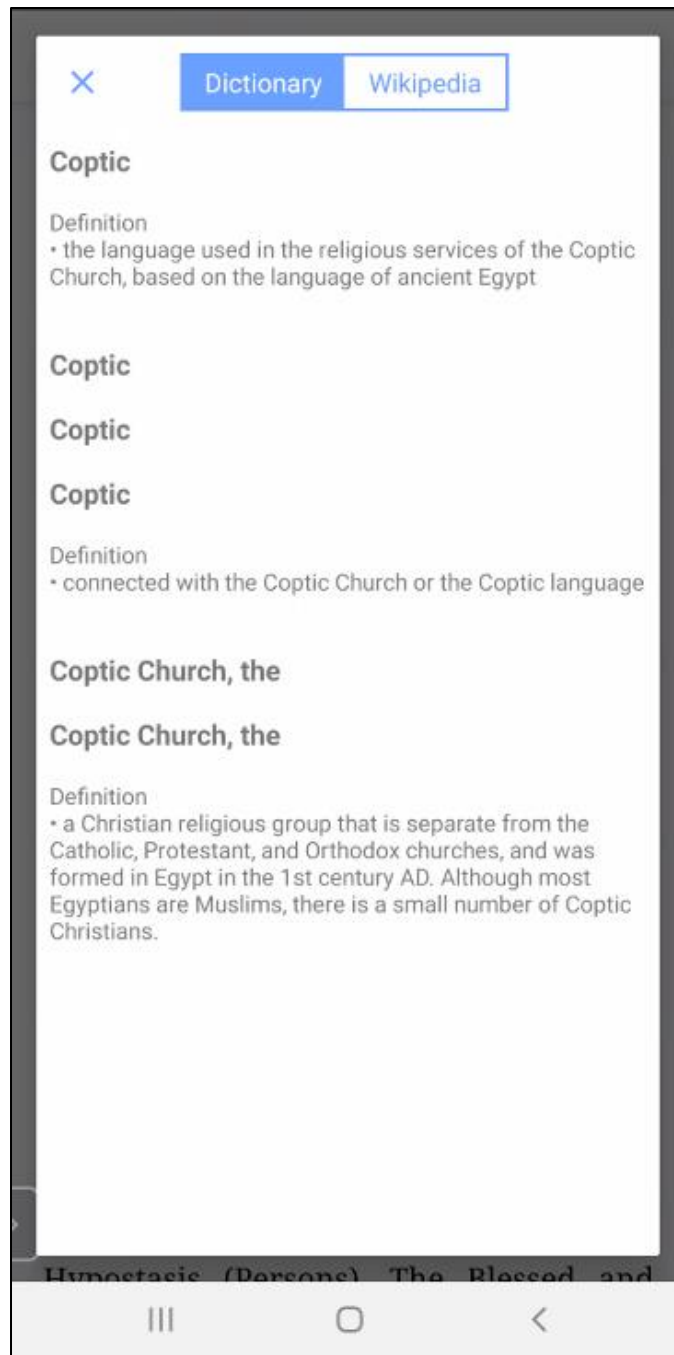 Dictionary Wikipedia
Coptic
Definition
• the language used in the religious services of the Coptic
Church, based on the language of ancient Egypt
Coptic
Coptic
Coptic
Definition
• connected with the Coptic Church or the Coptic language
Coptic Church, the
Coptic Church, the
Definition
• a Christian religious group that is separate from the
Catholic, Protestant, and Orthodox churches, and was
formed in Egypt in the 1st century AD. Although most
Egyptians are Muslims, there is a small number of Coptic
Christians.
Hypostasis (Persons). The Blessed and